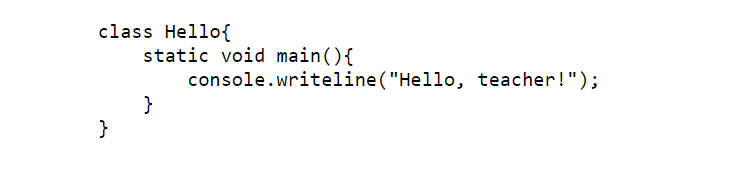 class Hello{
    static void main(){
        console.writeline("Hello, teacher!");
    }
}